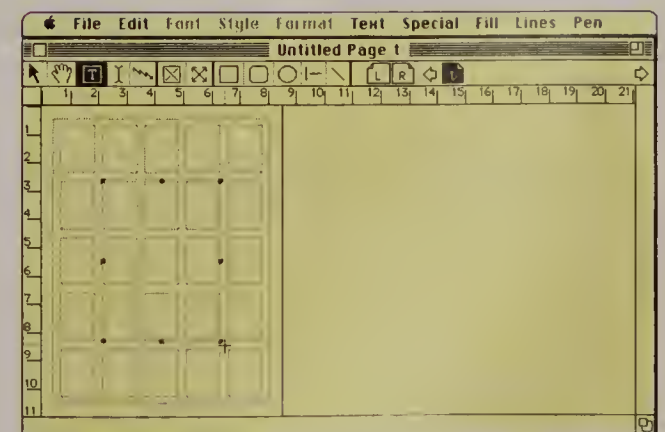 File Edit Font Style Format Text Special Fill Lines Pen
Untitled Page t
T L R t
1 2 3 4 5 6 7 8 9 10 11 12 13 14 15 16 17 18 19 20 21
1
2
3
4
5
6
7
8
9
10
11